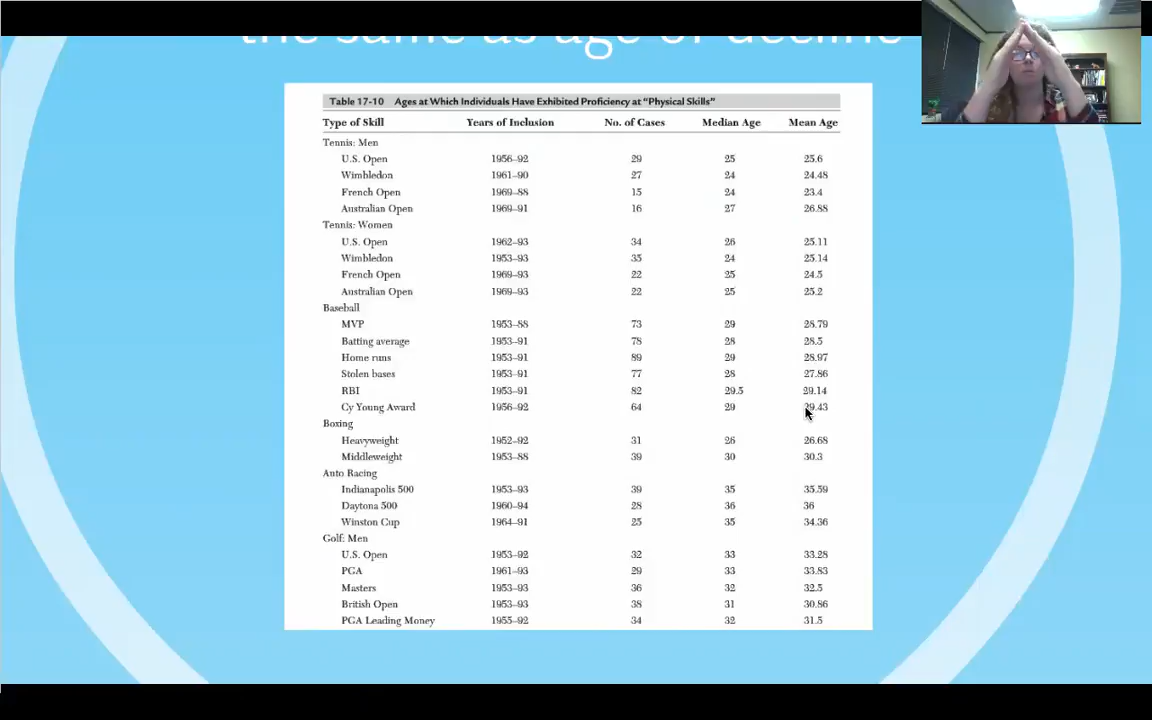 the same as age of decline
Table 17-10 Ages at Which Individuals Have Exhibited Proficiency at "Physical Skills"
Type of Skill Years of Inclusion No. of Cases Median Age Mean Age
Tennis: Men
U.S. Open 1956–92 29 25 25.6
Wimbledon 1961–90 27 24 24.48
French Open 1969–88 15 24 23.4
Australian Open 1969–91 16 27 26.88
Tennis: Women
U.S. Open 1962–93 34 26 25.11
Wimbledon 1953–93 35 24 25.14
French Open 1969–93 22 25 24.5
Australian Open 1969–93 22 25 25.2
Baseball
MVP 1953–88 73 29 28.79
Batting average 1953–91 78 28 28.5
Home runs 1953–91 89 29 28.97
Stolen bases 1953–91 77 28 27.86
RBI 1953–91 82 29.5 29.14
Cy Young Award 1956–92 64 29 29.43
Boxing
Heavyweight 1952–92 31 26 26.68
Middleweight 1953–88 39 30 30.3
Auto Racing
Indianapolis 500 1953–93 39 35 35.59
Daytona 500 1960–94 28 36 36
Winston Cup 1964–91 25 35 34.36
Golf: Men
U.S. Open 1953–92 32 33 33.28
PGA 1961–93 29 33 33.83
Masters 1953–93 36 32 32.5
British Open 1953–93 38 31 30.86
PGA Leading Money 1955–92 34 32 31.5